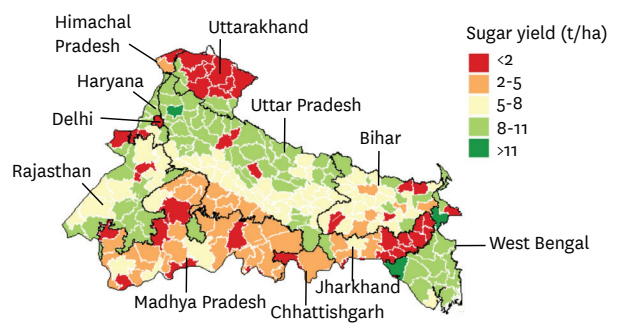 Himachal
Pradesh
Uttarakhand
Haryana
Delhi
Uttar Pradesh
Bihar
Rajasthan
West Bengal
Jharkhand
Madhya Pradesh
Chhattishgarh
Sugar yield (t/ha)
<2
2-5
5-8
8-11
>11